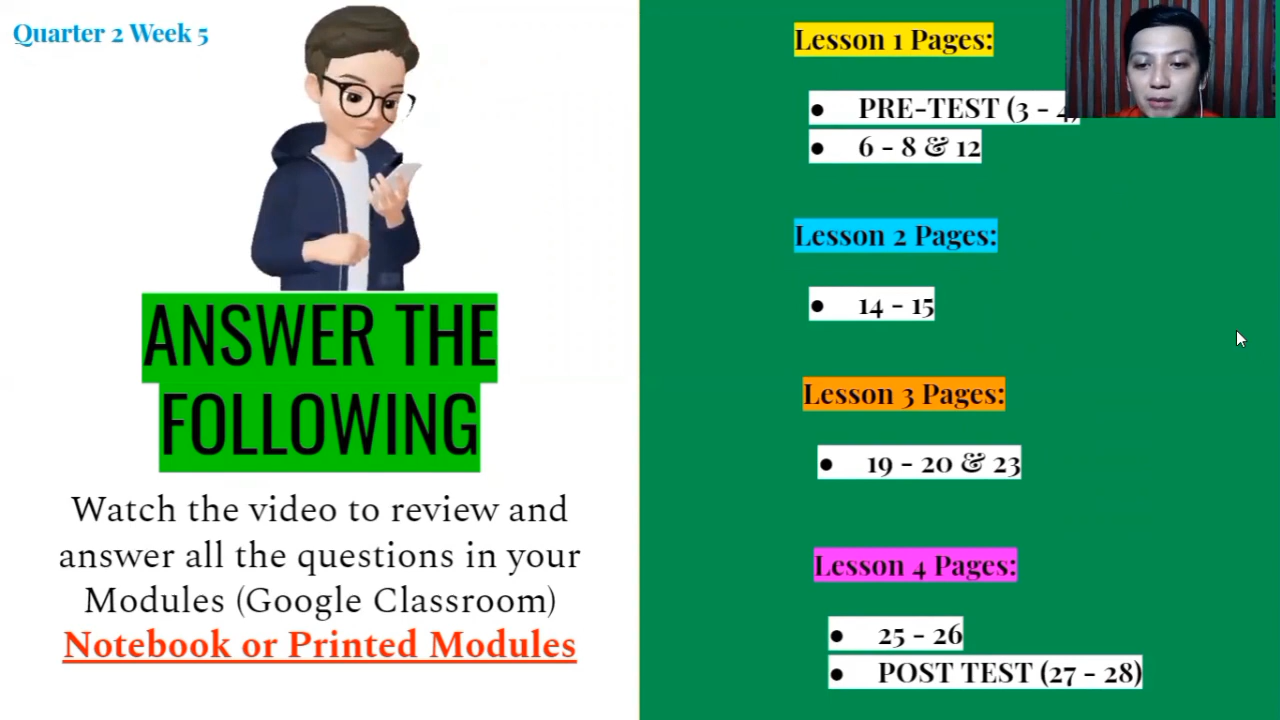 Quarter 2 Week 5
ANSWER THE
FOLLOWING
Watch the video to review and
answer all the questions in your
Modules (Google Classroom)
Notebook or Printed Modules
Lesson 1 Pages:
● PRE-TEST (3 - 4)
● 6 - 8 & 12
Lesson 2 Pages:
● 14 - 15
Lesson 3 Pages:
● 19 - 20 & 23
Lesson 4 Pages:
● 25 - 26
● POST TEST (27 - 28)